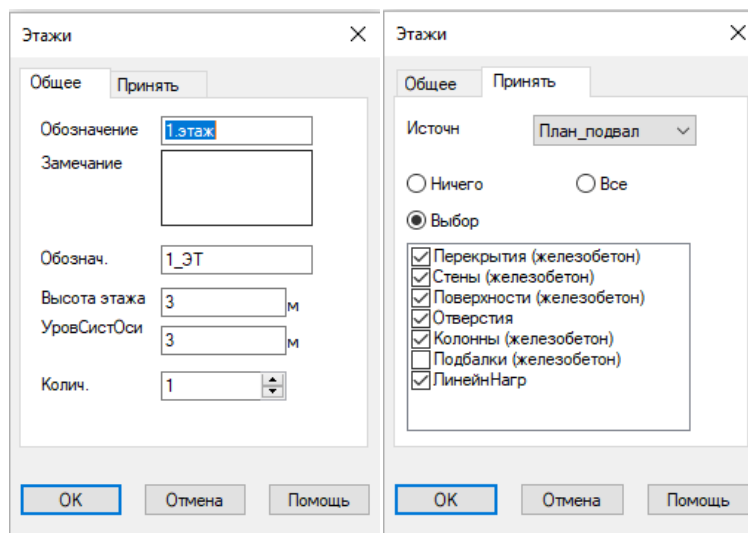 Этажи
Общее Принять
Обозначение 1.этаж
Замечание
Обознач. 1_ЭТ
Высота этажа 3 м
УровСистОси 3 м
Колич. 1
OK Отмена Помощь
Этажи
Общее Принять
Источн План_подвал
Ничего Все
Выбор
Перекрытия (железобетон)
Стены (железобетон)
Поверхности (железобетон)
Отверстия
Колонны (железобетон)
Подбалки (железобетон)
ЛинейнНагр
OK Отмена Помощь